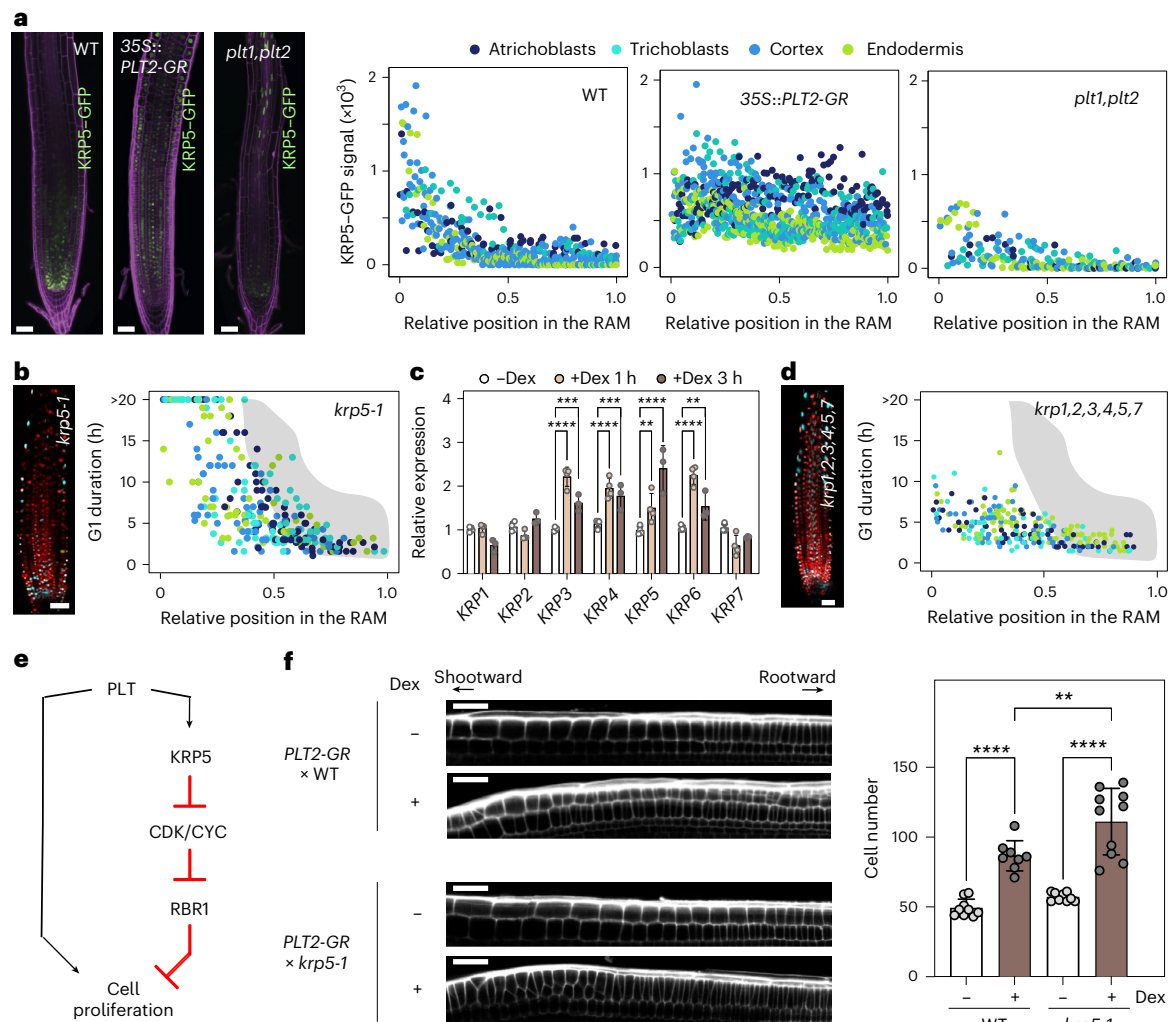 a
WT
35S::
PLT2-GR
plt1,plt2
KRP5–GFP
KRP5–GFP
KRP5–GFP
Atrichoblasts Trichoblasts Cortex Endodermis
KRP5–GFP signal (×10³)
2
1
0
WT
0 0.5 1.0
Relative position in the RAM
2
1
0
35S::PLT2-GR
0 0.5 1.0
Relative position in the RAM
2
1
0
plt1,plt2
0 0.5 1.0
Relative position in the RAM
b
krp5-1
G1 duration (h)
>20
15
10
5
0
krp5-1
0 0.5 1.0
Relative position in the RAM
c
–Dex +Dex 1 h +Dex 3 h
Relative expression
4
3
2
1
0
*** *** **** **
**** **** ** ****
KRP1 KRP2 KRP3 KRP4 KRP5 KRP6 KRP7
d
krp1,2,3,4,5,7
G1 duration (h)
>20
15
10
5
0
krp1,2,3,4,5,7
0 0.5 1.0
Relative position in the RAM
e
PLT
KRP5
CDK/CYC
RBR1
Cell
proliferation
f
Dex
Shootward Rootward
PLT2-GR
× WT
–
+
PLT2-GR
× krp5-1
–
+
Cell number
150
100
50
0
**
**** ****
– + – + Dex